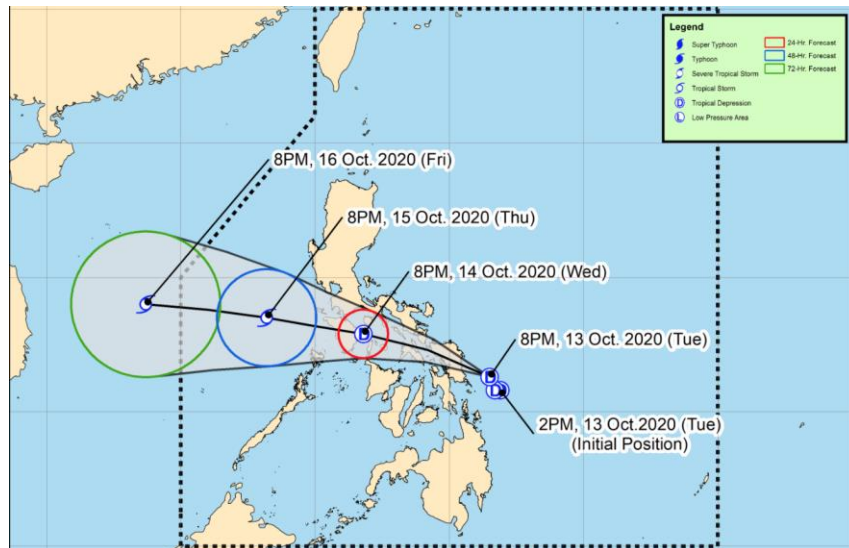 Legend
Super Typhoon
Typhoon
Severe Tropical Storm
Tropical Storm
D Tropical Depression
L Low Pressure Area
24-Hr. Forecast
48-Hr. Forecast
72-Hr. Forecast
8PM, 16 Oct. 2020 (Fri)
8PM, 15 Oct. 2020 (Thu)
8PM, 14 Oct. 2020 (Wed)
D
8PM, 13 Oct. 2020 (Tue)
D
D
2PM, 13 Oct.2020 (Tue)
(Initial Position)